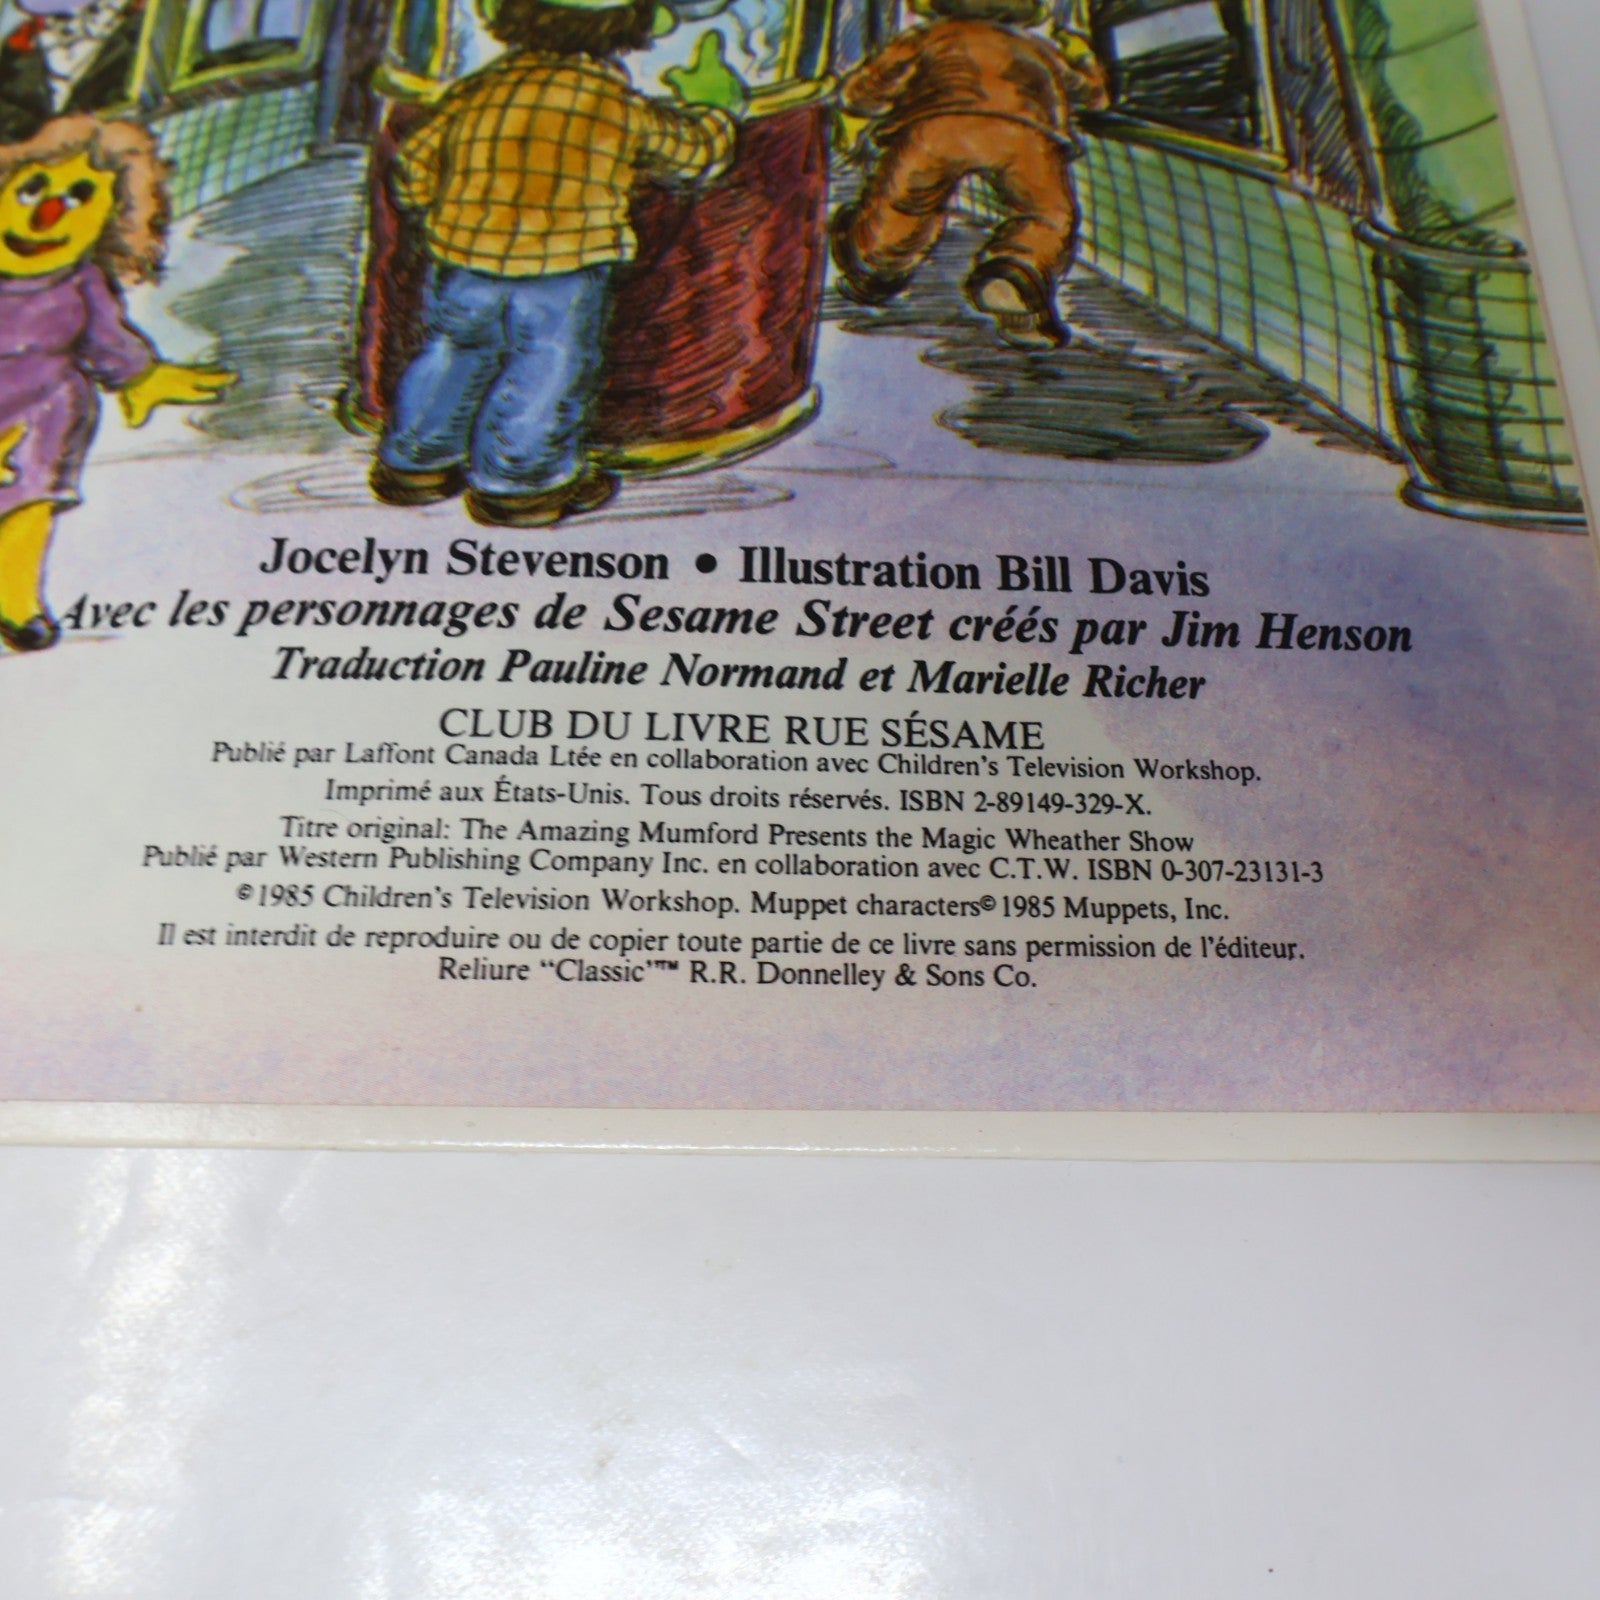 Jocelyn Stevenson • Illustration Bill Davis
Avec les personnages de Sesame Street créés par Jim Henson
Traduction Pauline Normand et Marielle Richer
CLUB DU LIVRE RUE SÉSAME
Publié par Laffont Canada Ltée en collaboration avec Children's Television Workshop.
Imprimé aux États-Unis. Tous droits réservés. ISBN 2-89149-329-X.
Titre original: The Amazing Mumford Presents the Magic Wheather Show
Publié par Western Publishing Company Inc. en collaboration avec C.T.W. ISBN 0-307-23131-3
©1985 Children's Television Workshop. Muppet characters©1985 Muppets, Inc.
Il est interdit de reproduire ou de copier toute partie de ce livre sans permission de l'éditeur.
Reliure "Classic'™ R.R. Donnelley & Sons Co.